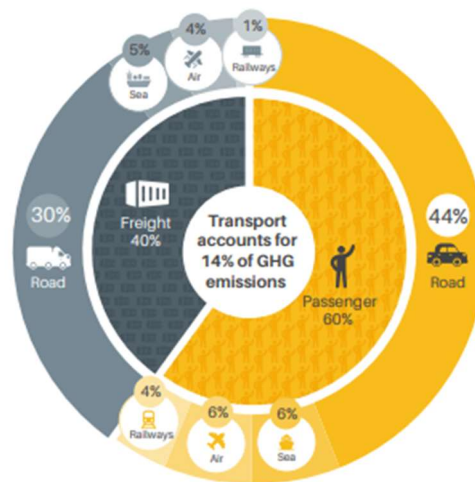 5%
Sea
4%
Air
1%
Railways
30%
Road
Freight
40%
Transport
accounts for
14% of GHG
emissions
Passenger
60%
44%
Road
4%
Railways
6%
Air
6%
Sea